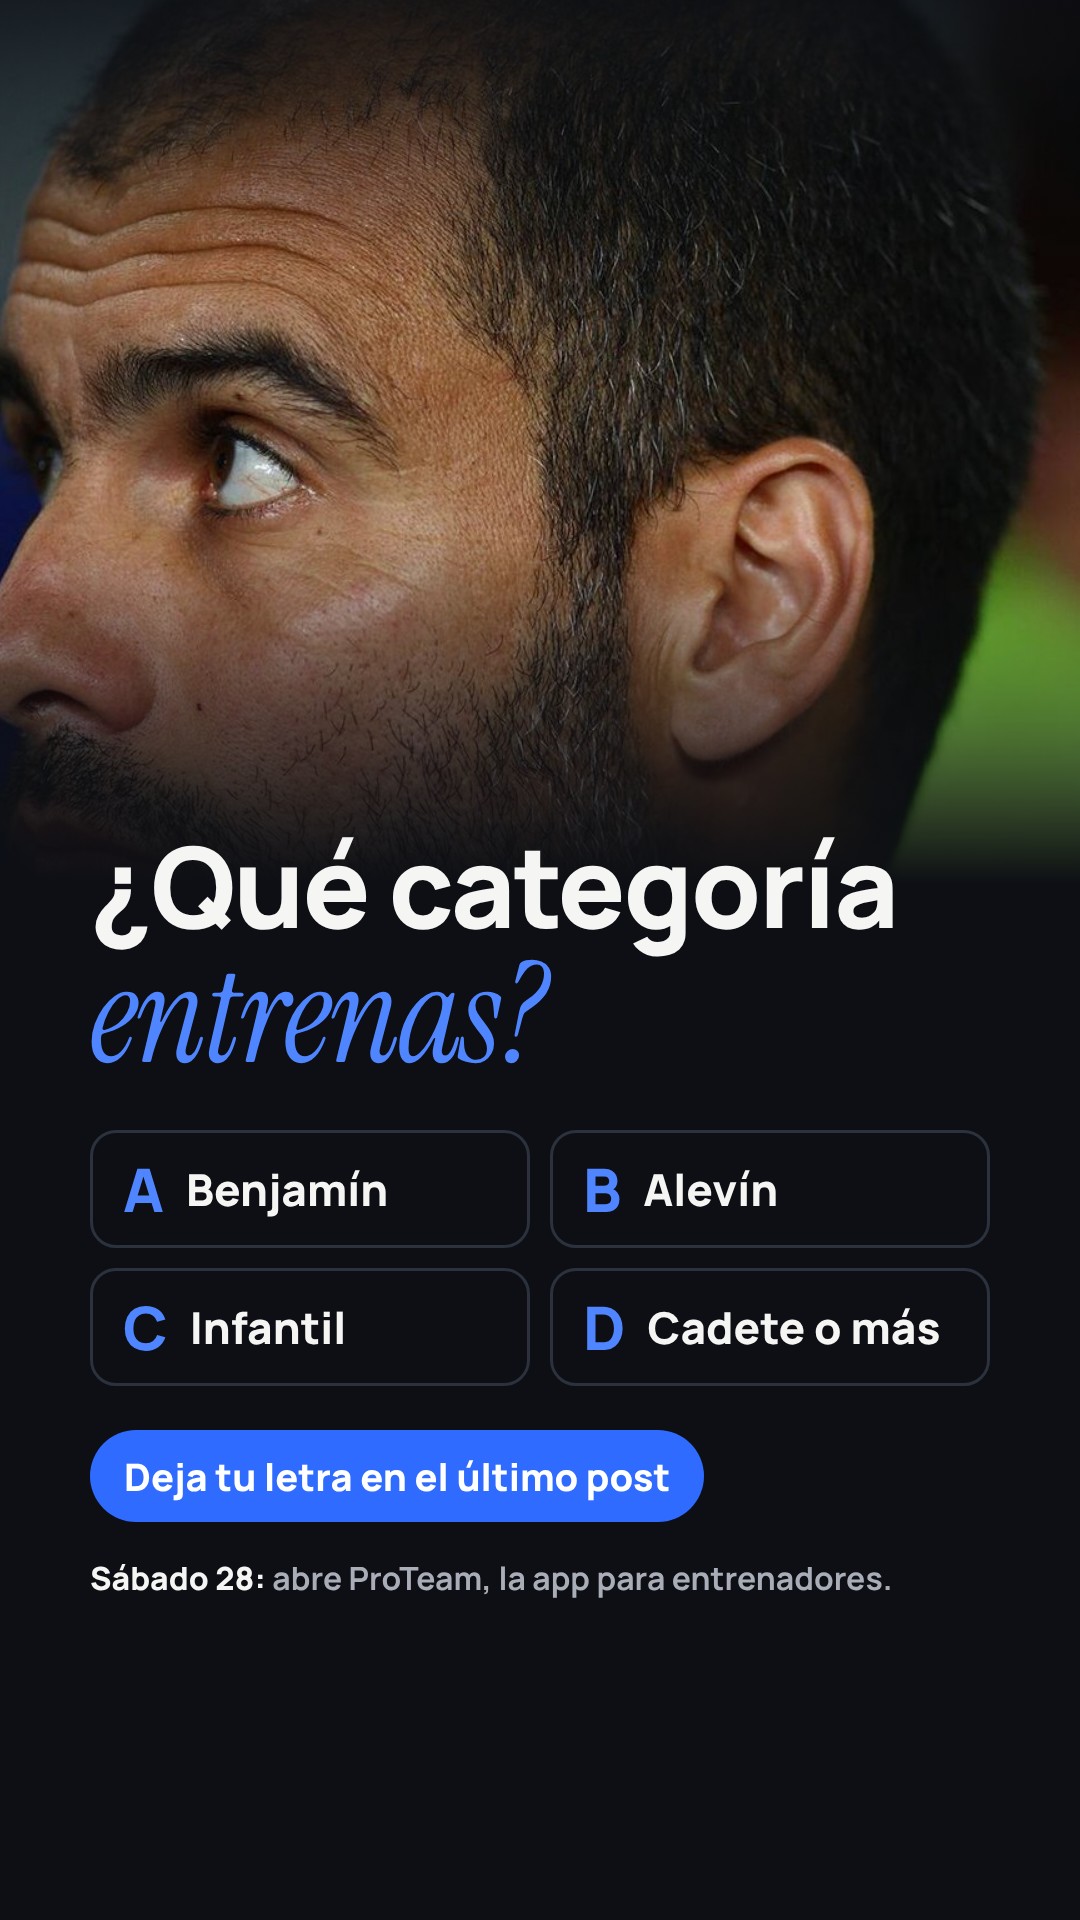 ¿Qué categoría
entrenas?
A Benjamín
B Alevín
C Infantil
D Cadete o más
Deja tu letra en el último post
Sábado 28: abre ProTeam, la app para entrenadores.